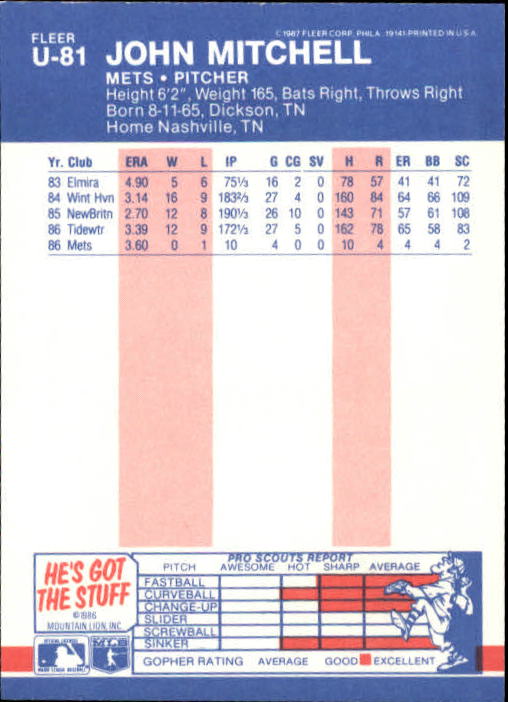 FLEER
U-81 JOHN MITCHELL
© 1987 FLEER CORP., PHILA. 19141-PRINTED IN U.S.A.
METS • PITCHER
Height 6'2", Weight 165, Bats Right, Throws Right
Born 8-11-65, Dickson, TN
Home Nashville, TN
Yr. Club ERA W L IP G CG SV H R ER BB SC
83 Elmira 4.90 5 6 75⅓ 16 2 0 78 57 41 41 72
84 Wint Hvn 3.14 16 9 183⅔ 27 4 0 160 84 64 66 109
85 NewBritn 2.70 12 8 190⅓ 26 10 0 143 71 57 61 108
86 Tidewtr 3.39 12 9 172⅓ 27 5 0 162 78 65 58 83
86 Mets 3.60 0 1 10 4 0 0 10 4 4 4 2
HE'S GOT
THE STUFF
© 1986
MOUNTAIN LION, INC.
PRO SCOUTS REPORT
PITCH AWESOME HOT SHARP AVERAGE
FASTBALL
CURVEBALL
CHANGE-UP
SLIDER
SCREWBALL
SINKER
GOPHER RATING AVERAGE GOOD EXCELLENT
MAJOR LEAGUE BASEBALL